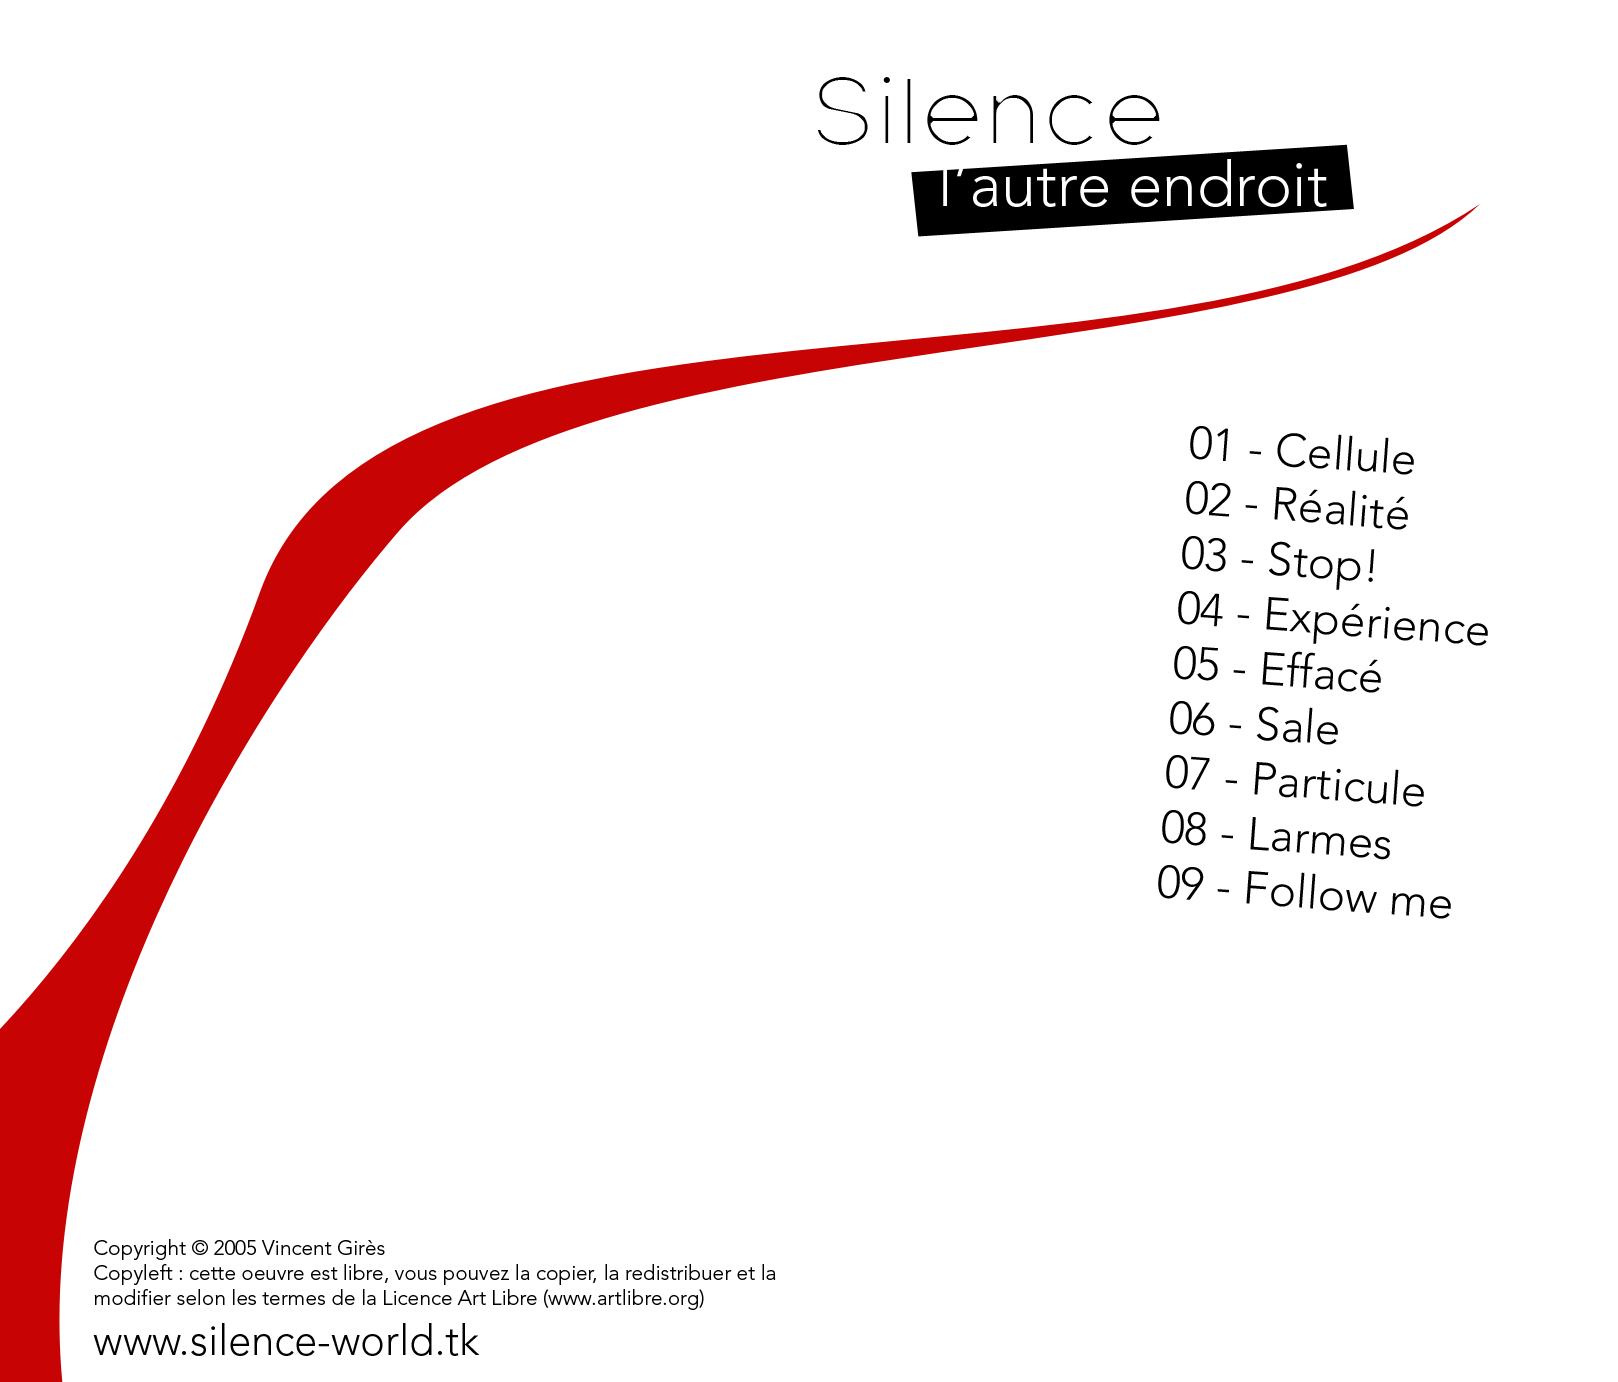 Silence
l’autre endroit
01 - Cellule
02 - Réalité
03 - Stop!
04 - Expérience
05 - Effacé
06 - Sale
07 - Particule
08 - Larmes
09 - Follow me
Copyright © 2005 Vincent Girès
Copyleft : cette oeuvre est libre, vous pouvez la copier, la redistribuer et la
modifier selon les termes de la Licence Art Libre (www.artlibre.org)
www.silence-world.tk